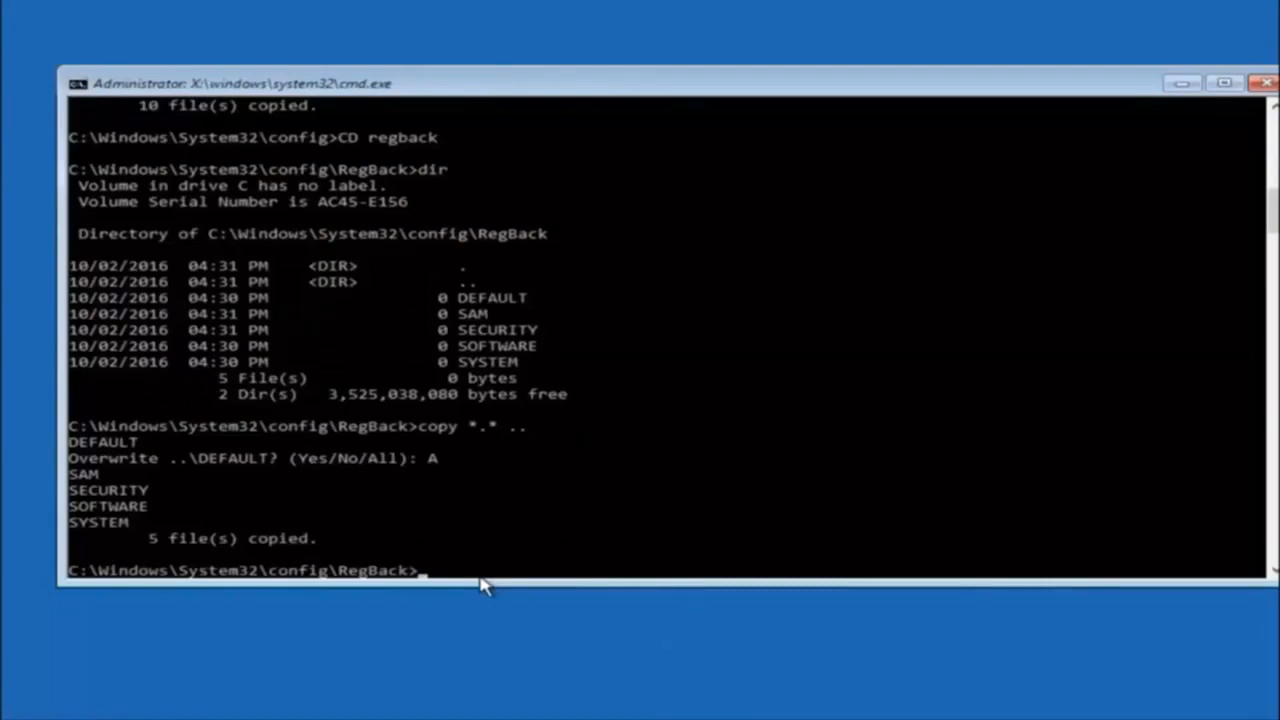 Administrator: X:\windows\system32\cmd.exe
10 file(s) copied.
C:\Windows\System32\config>CD regback
C:\Windows\System32\config\RegBack>dir
Volume in drive C has no label.
Volume Serial Number is AC45-E156
Directory of C:\Windows\System32\config\RegBack
10/02/2016 04:31 PM <DIR> .
10/02/2016 04:31 PM <DIR> ..
10/02/2016 04:30 PM 0 DEFAULT
10/02/2016 04:31 PM 0 SAM
10/02/2016 04:31 PM 0 SECURITY
10/02/2016 04:30 PM 0 SOFTWARE
10/02/2016 04:30 PM 0 SYSTEM
5 File(s) 0 bytes
2 Dir(s) 3,525,038,080 bytes free
C:\Windows\System32\config\RegBack>copy *.* ..
DEFAULT
Overwrite ..\DEFAULT? (Yes/No/All): A
SAM
SECURITY
SOFTWARE
SYSTEM
5 file(s) copied.
C:\Windows\System32\config\RegBack>_